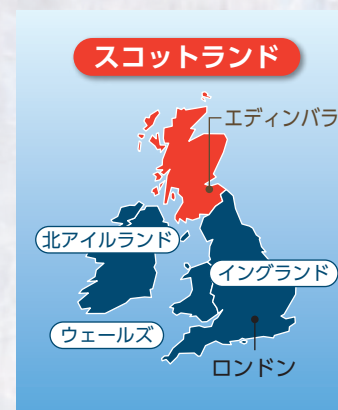 スコットランド
エディンバラ
北アイルランド
イングランド
ウェールズ
ロンドン